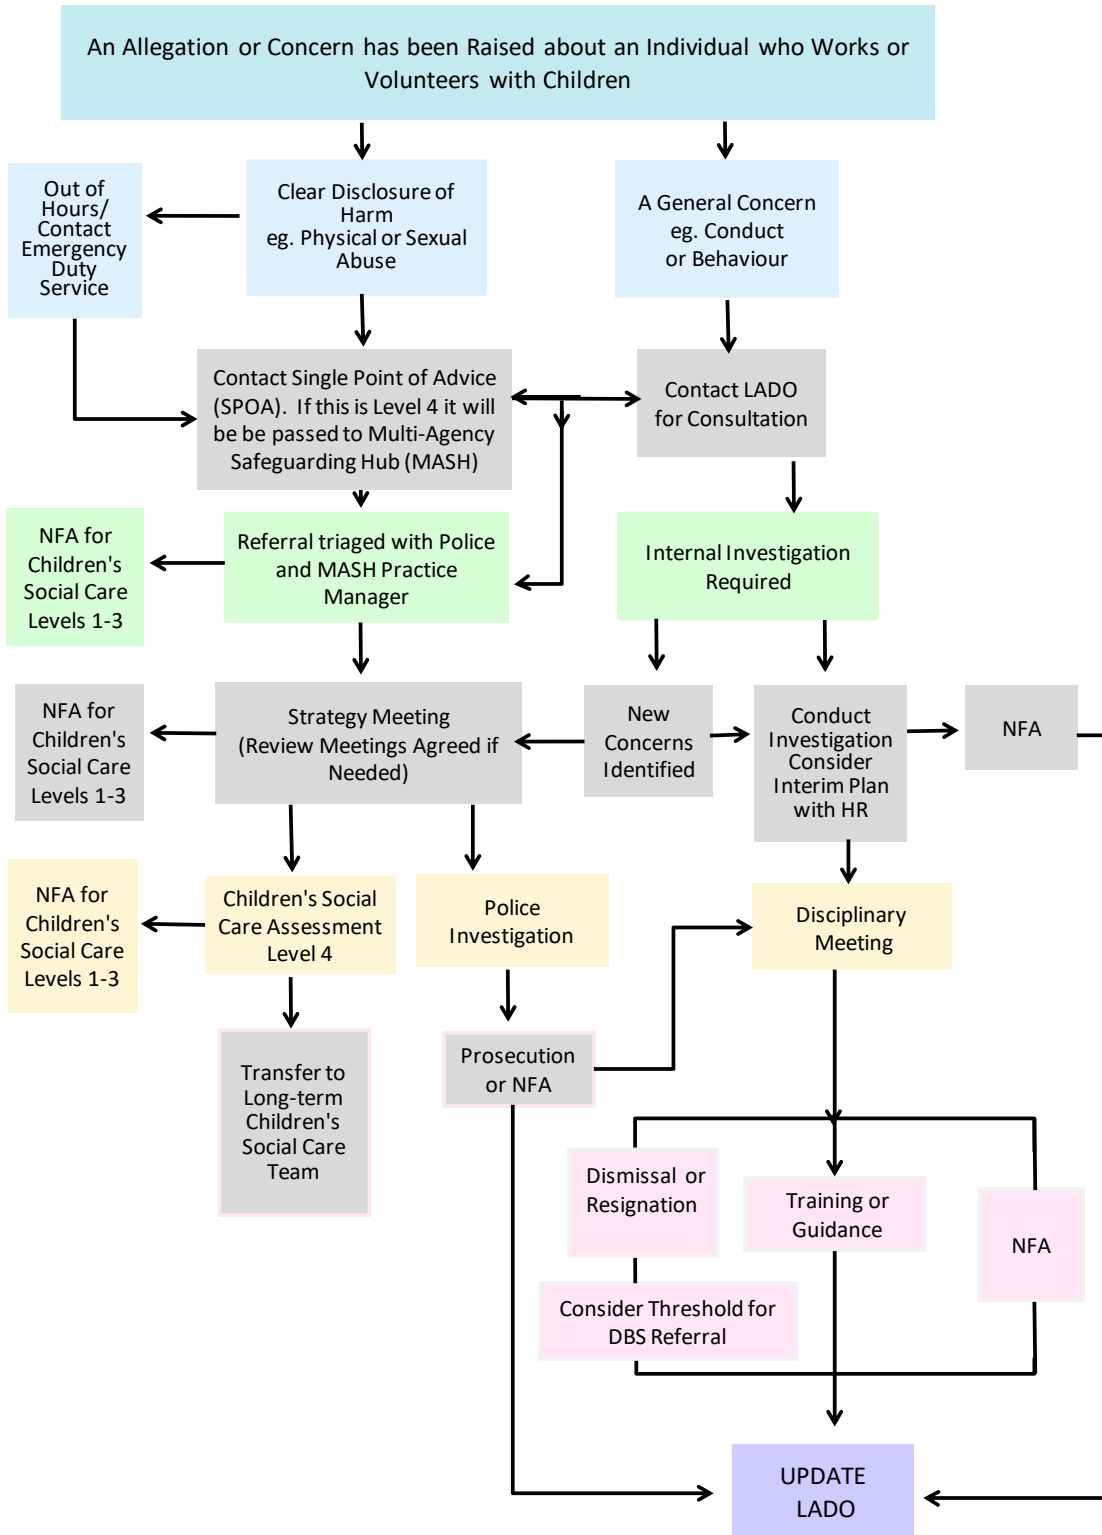 An Allegation or Concern has been Raised about an Individual who Works or
Volunteers with Children
Out of
Hours/
Contact
Emergency
Duty
Service
Clear Disclosure of
Harm
eg. Physical or Sexual
Abuse
A General Concern
eg. Conduct
or Behaviour
Contact Single Point of Advice
(SPOA). If this is Level 4 it will
be be passed to Multi-Agency
Safeguarding Hub (MASH)
Contact LADO
for Consultation
NFA for
Children's
Social Care
Levels 1-3
Referral triaged with Police
and MASH Practice
Manager
Internal Investigation
Required
NFA for
Children's
Social Care
Levels 1-3
Strategy Meeting
(Review Meetings Agreed if
Needed)
New
Concerns
Identified
Conduct
Investigation
Consider
Interim Plan
with HR
NFA
NFA for
Children's
Social Care
Levels 1-3
Children's Social
Care Assessment
Level 4
Police
Investigation
Disciplinary
Meeting
Transfer to
Long-term
Children's
Social Care
Team
Prosecution
or NFA
Dismissal or
Resignation
Training or
Guidance
NFA
Consider Threshold for
DBS Referral
UPDATE
LADO